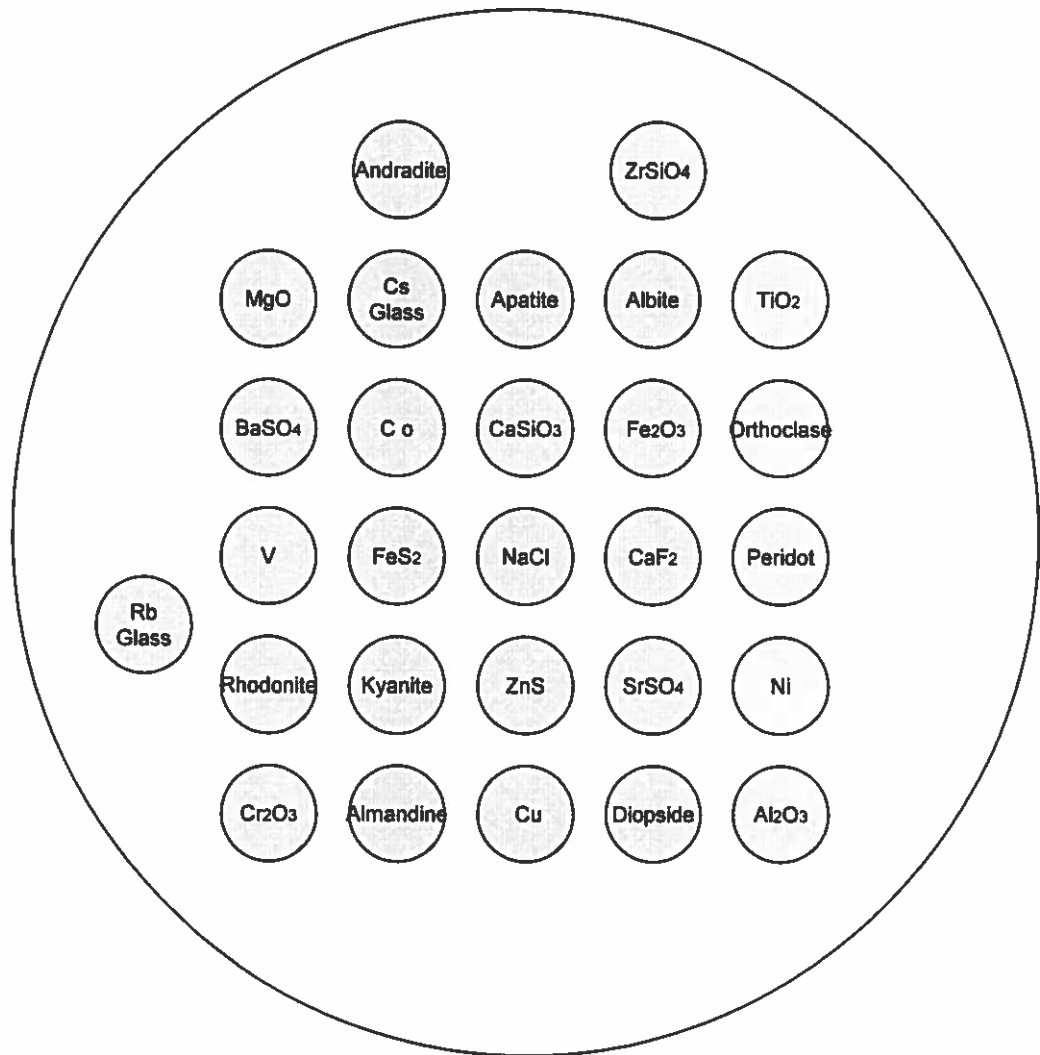 Andradite
ZrSiO4
MgO
Cs
Glass
Apatite
Albite
TiO2
BaSO4
C o
CaSiO3
Fe2O3
Orthoclase
V
FeS2
NaCl
CaF2
Peridot
Rb
Glass
Rhodonite
Kyanite
ZnS
SrSO4
Ni
Cr2O3
Almandine
Cu
Diopside
Al2O3